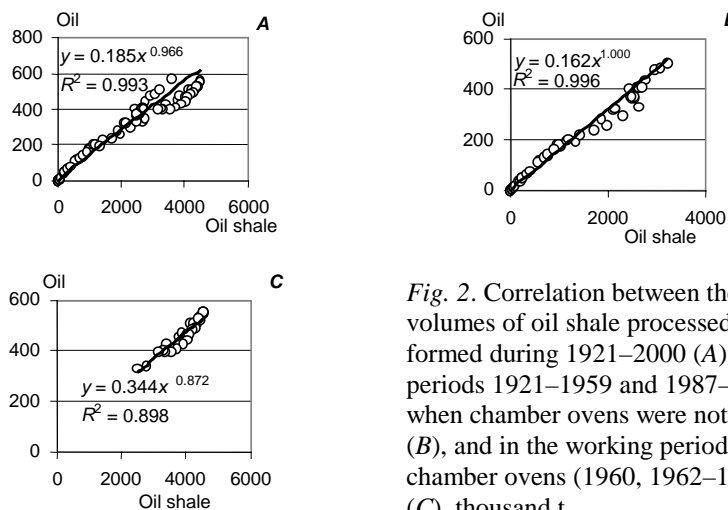 Oil
A
800
600
400
200
0
y = 0.185x 0.966
R2 = 0.993
0 2000 4000 6000
Oil shale
Oil
600
400
200
0
y = 0.162x1.000
R2 = 0.996
0 2000 4000
Oil shale
Oil
C
600
400
200
0
y = 0.344x 0.872
R2 = 0.898
0 2000 4000 6000
Oil shale
Fig. 2. Correlation between the
volumes of oil shale processed
formed during 1921–2000 (A)
periods 1921–1959 and 1987–
when chamber ovens were not
(B), and in the working period
chamber ovens (1960, 1962–1
(C), thousand t